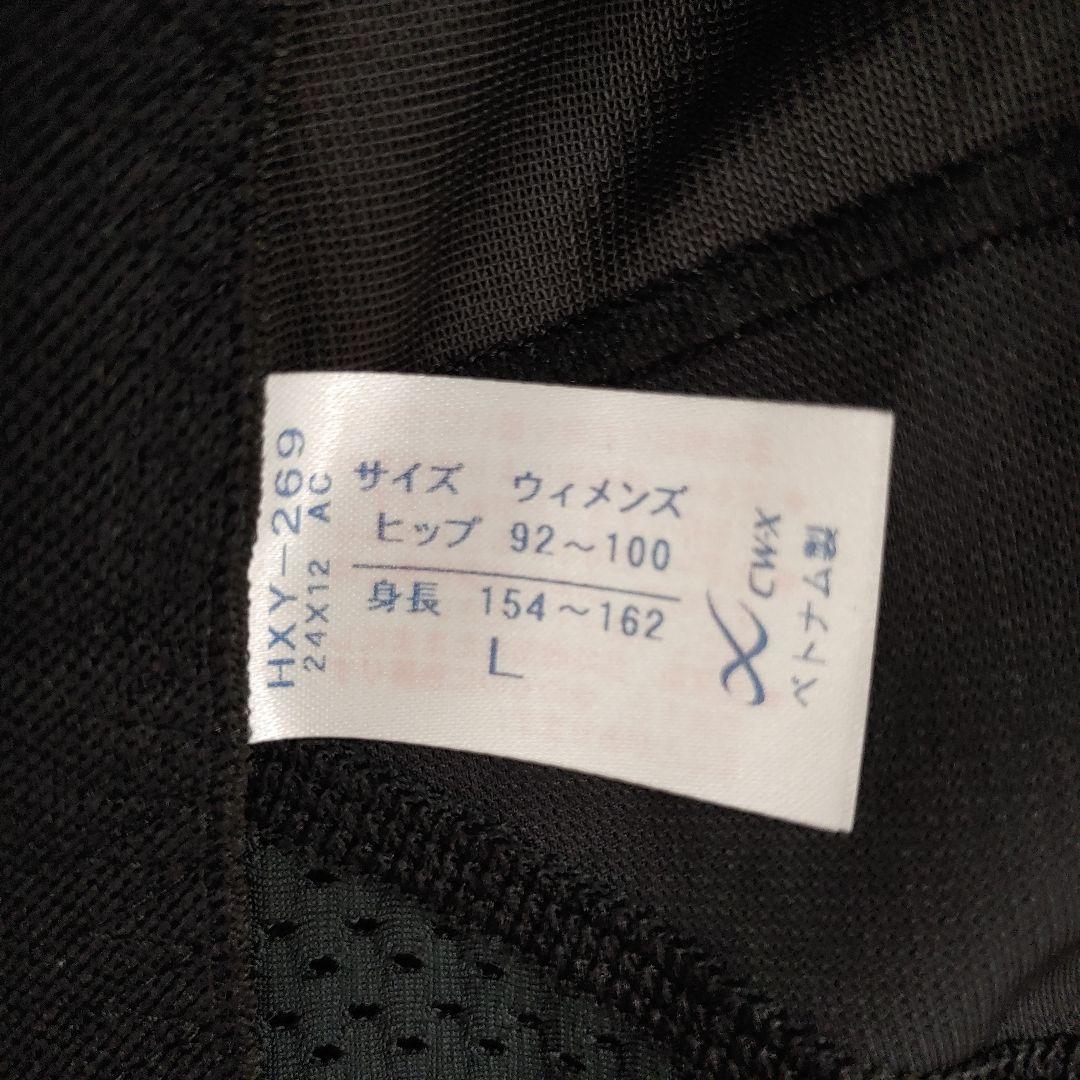 サイズ ウィメンズ
ヒップ 92～100
身長 154～162
L
HXY-269
24X12 AC
CW-X
ベトナム製